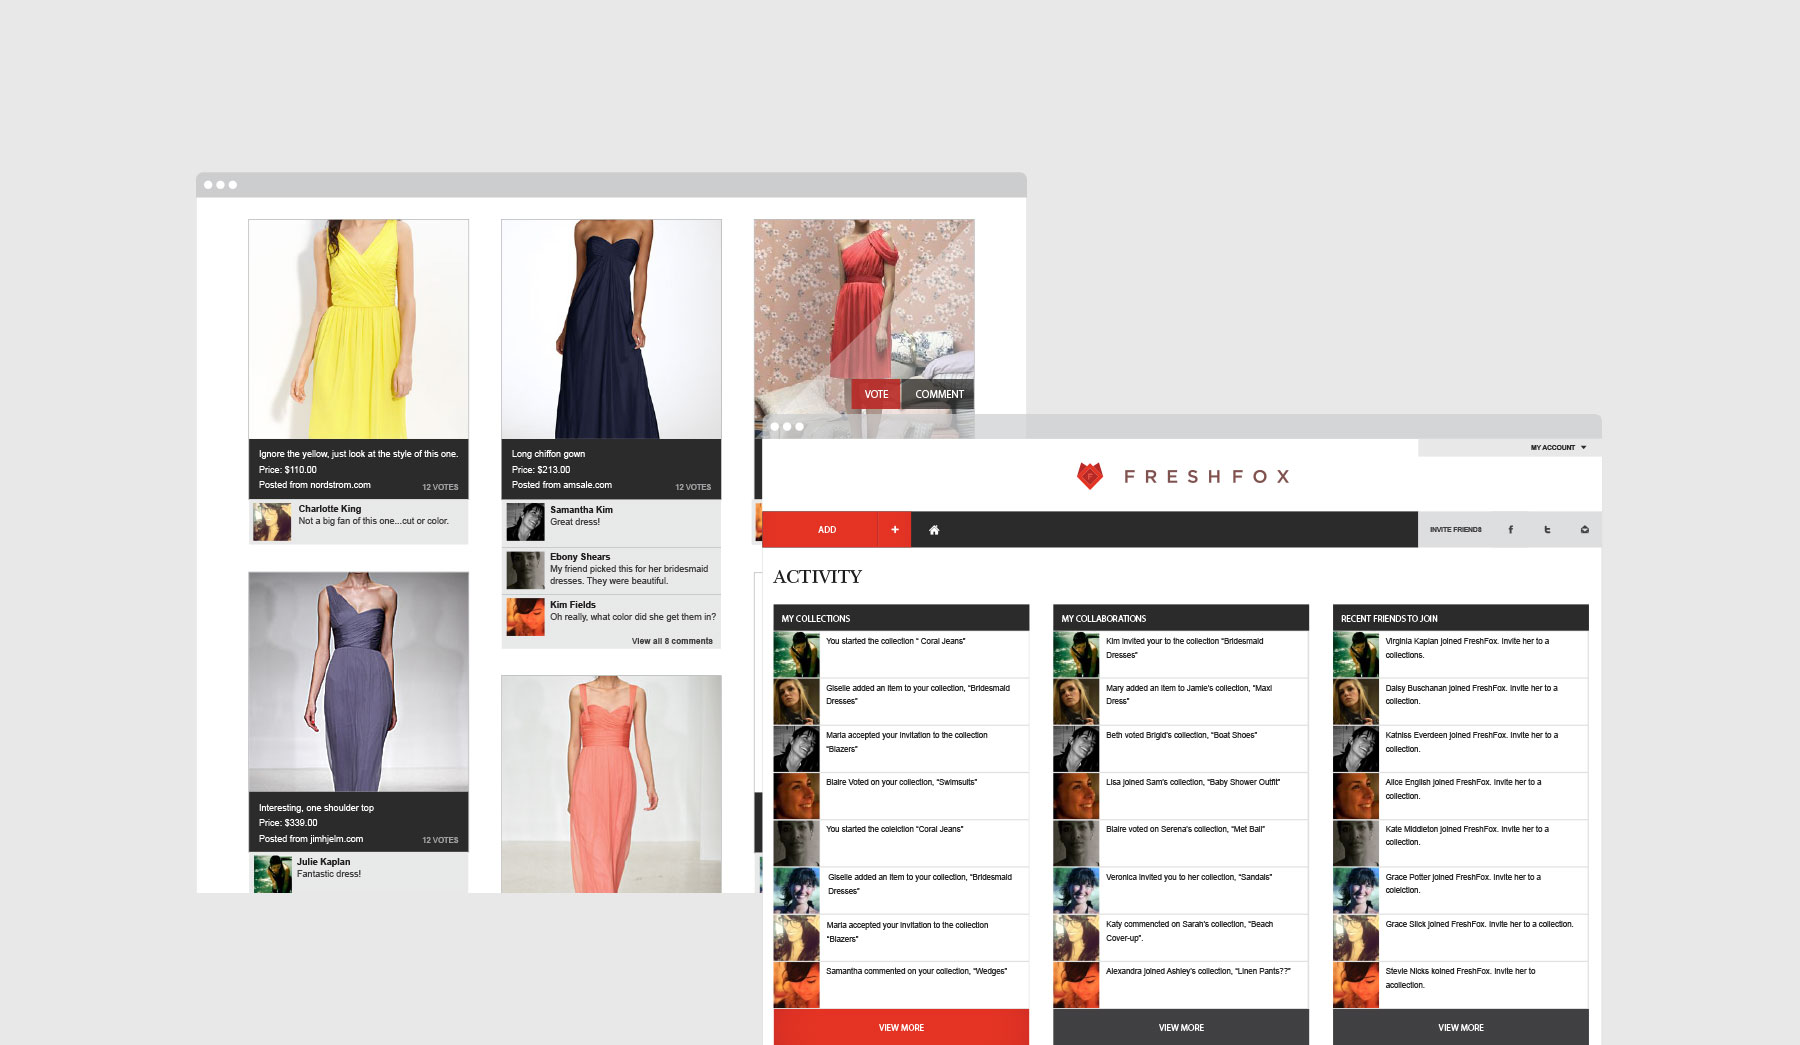 Ignore the yellow, just look at the style of this one.
Price: $110.00
Posted from nordstrom.com
12 VOTES
Charlotte King
Not a big fan of this one...cut or color.
Interesting, one shoulder top
Price: $339.00
Posted from jimhjelm.com
12 VOTES
Julie Kaplan
Fantastic dress!
Long chiffon gown
Price: $213.00
Posted from amsale.com
12 VOTES
Samantha Kim
Great dress!
Ebony Shears
My friend picked this for her bridesmaid
dresses. They were beautiful.
Kim Fields
Oh really, what color did she get them in?
View all 8 comments
VOTE
COMMENT
MY ACCOUNT
FRESHFOX
ADD
+
INVITE FRIENDS
ACTIVITY
MY COLLECTIONS
You started the collection “ Coral Jeans”
Giselle added an item to your collection, “Bridesmaid
Dresses”
Maria accepted your invitation to the collection
“Blazers”
Blaire Voted on your collection, “Swimsuits”
You started the colelction “Coral Jeans”
Giselle added an item to your collection, “Bridesmaid
Dresses”
Maria accepted your invitation to the collection
“Blazers”
Samantha commented on your collection, “Wedges”
VIEW MORE
MY COLLABORATIONS
Kim invited your to the collection “Bridesmaid
Dresses”
Mary added an item to Jamie’s collection, “Maxi
Dress”
Beth voted Brigid’s collection, “Boat Shoes”
Lisa joined Sam’s collection, “Baby Shower Outfit”
Blaire voted on Serena’s collection, “Met Ball”
Veronica invited you to her collection, “Sandals”
Katy commencted on Sarah’s collection, “Beach
Cover-up”.
Alexandra joined Ashley’s collection, “Linen Pants??”
VIEW MORE
RECENT FRIENDS TO JOIN
Virginia Kaplan joined FreshFox. Invite her to a
collections.
Daisy Buschanan joined FreshFox. Invite her to a
collection.
Katniss Everdeen joined FreshFox. Invite her to a
collection.
Alice English joined FreshFox. Invite her to a
collection.
Kate Middleton joined FreshFox. Invite her to a
collection.
Grace Potter joined FreshFox. Invite her to a
colelction.
Grace Slick joined FreshFox. Invite her to a collection.
Stevie Nicks koined FreshFox. Invite her to
acollection.
VIEW MORE